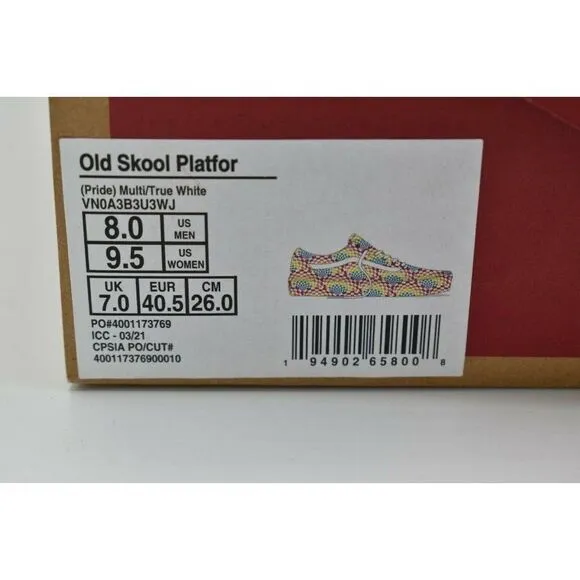 Old Skool Platfor
(Pride) Multi/True White
VN0A3B3U3WJ
8.0 US MEN
9.5 US WOMEN
UK EUR CM
7.0 40.5 26.0
PO#4001173769
ICC - 03/21
CPSIA PO/CUT#
400117376900010
1 94902 65800 8